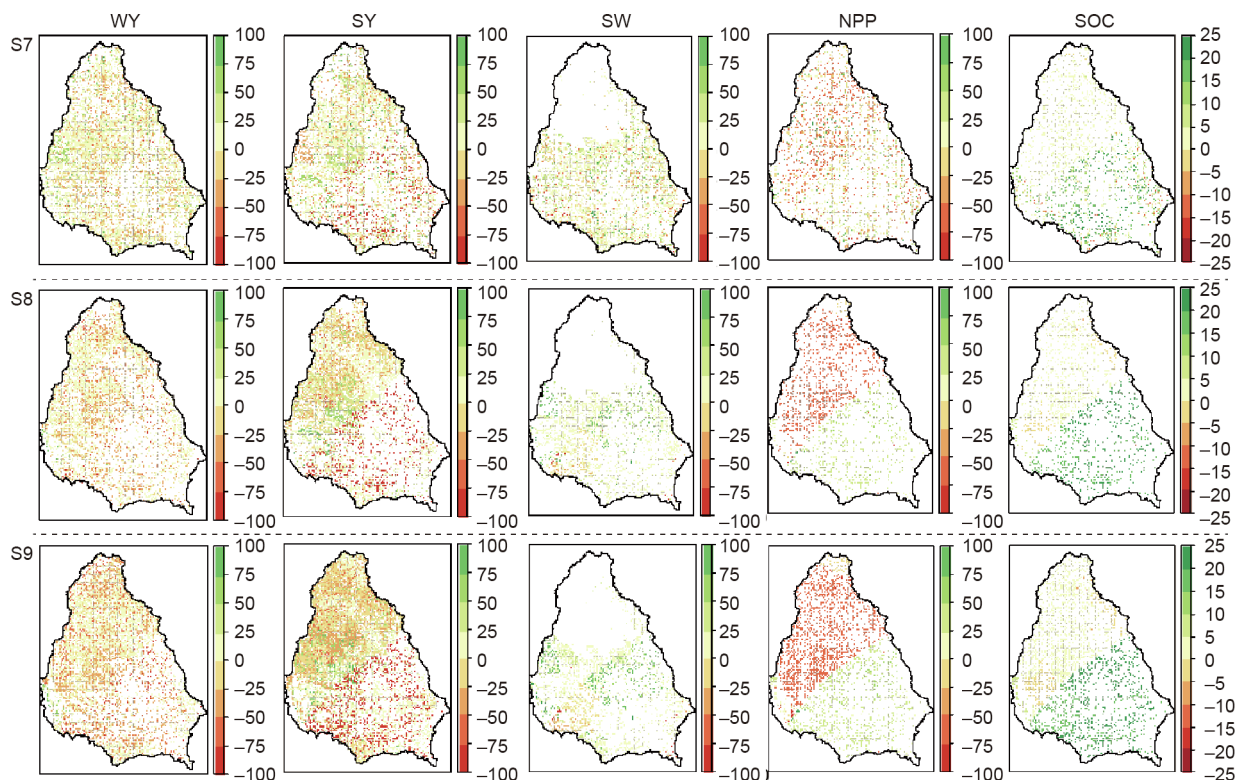 WY SY SW NPP SOC
S7
100 100 100 100 25
75 75 75 75 20
50 50 50 50 15
10
25 25 25 25 5
0 0 0 0 0
–25 –25 –25 –25 –5
–10
–50 –50 –50 –50 –15
–75 –75 –75 –75 –20
–100 –100 –100 –100 –25
S8
100 100 100 100 25
75 75 75 75 20
50 50 50 50 15
10
25 25 25 25 5
0 0 0 0 0
–25 –25 –25 –25 –5
–10
–50 –50 –50 –50 –15
–75 –75 –75 –75 –20
–100 –100 –100 –100 –25
S9
100 100 100 100 25
75 75 75 75 20
50 50 50 50 15
10
25 25 25 25 5
0 0 0 0 0
–25 –25 –25 –25 –5
–10
–50 –50 –50 –50 –15
–75 –75 –75 –75 –20
–100 –100 –100 –100 –25